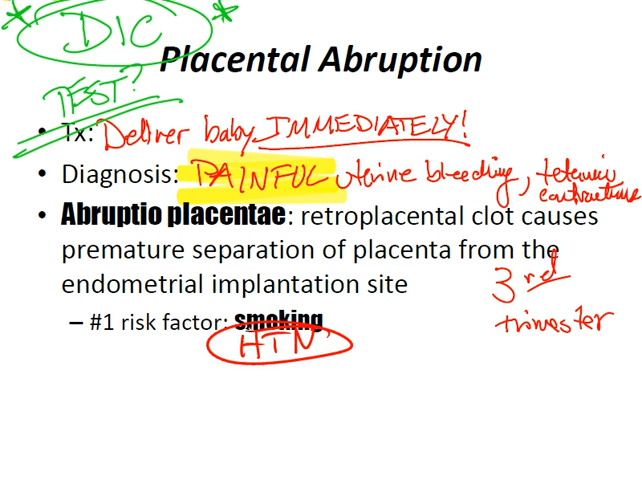 * DIC *
Placental Abruption
TEST?
• Tx: Deliver baby IMMEDIATELY!
• Diagnosis: PAINFUL uterine bleeding, tetanic contractions
• Abruptio placentae: retroplacental clot causes
premature separation of placenta from the
endometrial implantation site
3rd
trimester
– #1 risk factor: smoking,
HTN